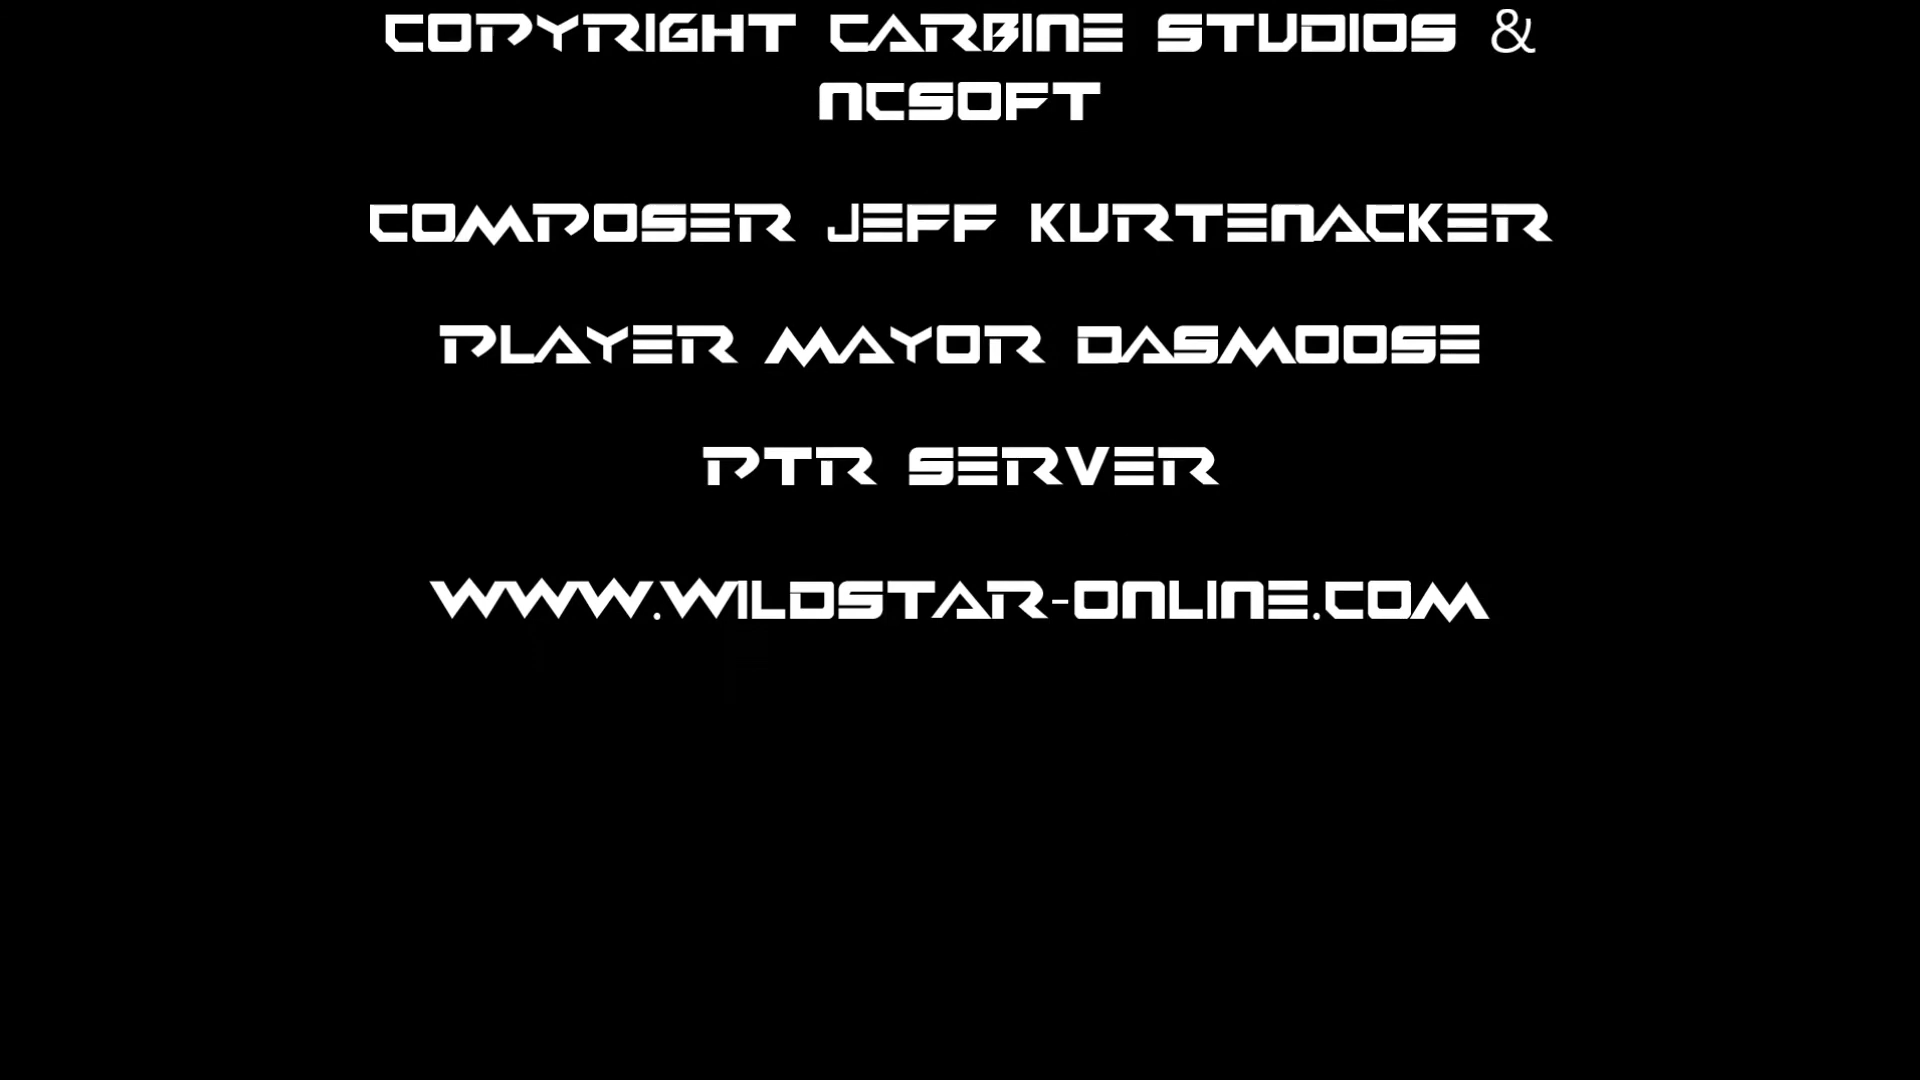 COPYRIGHT CARBINE STUDIOS &
NCSOFT
COMPOSER JEFF KURTENACKER
PLAYER MAYOR DASMOOSE
PTR SERVER
WWW.WILDSTAR-ONLINE.COM